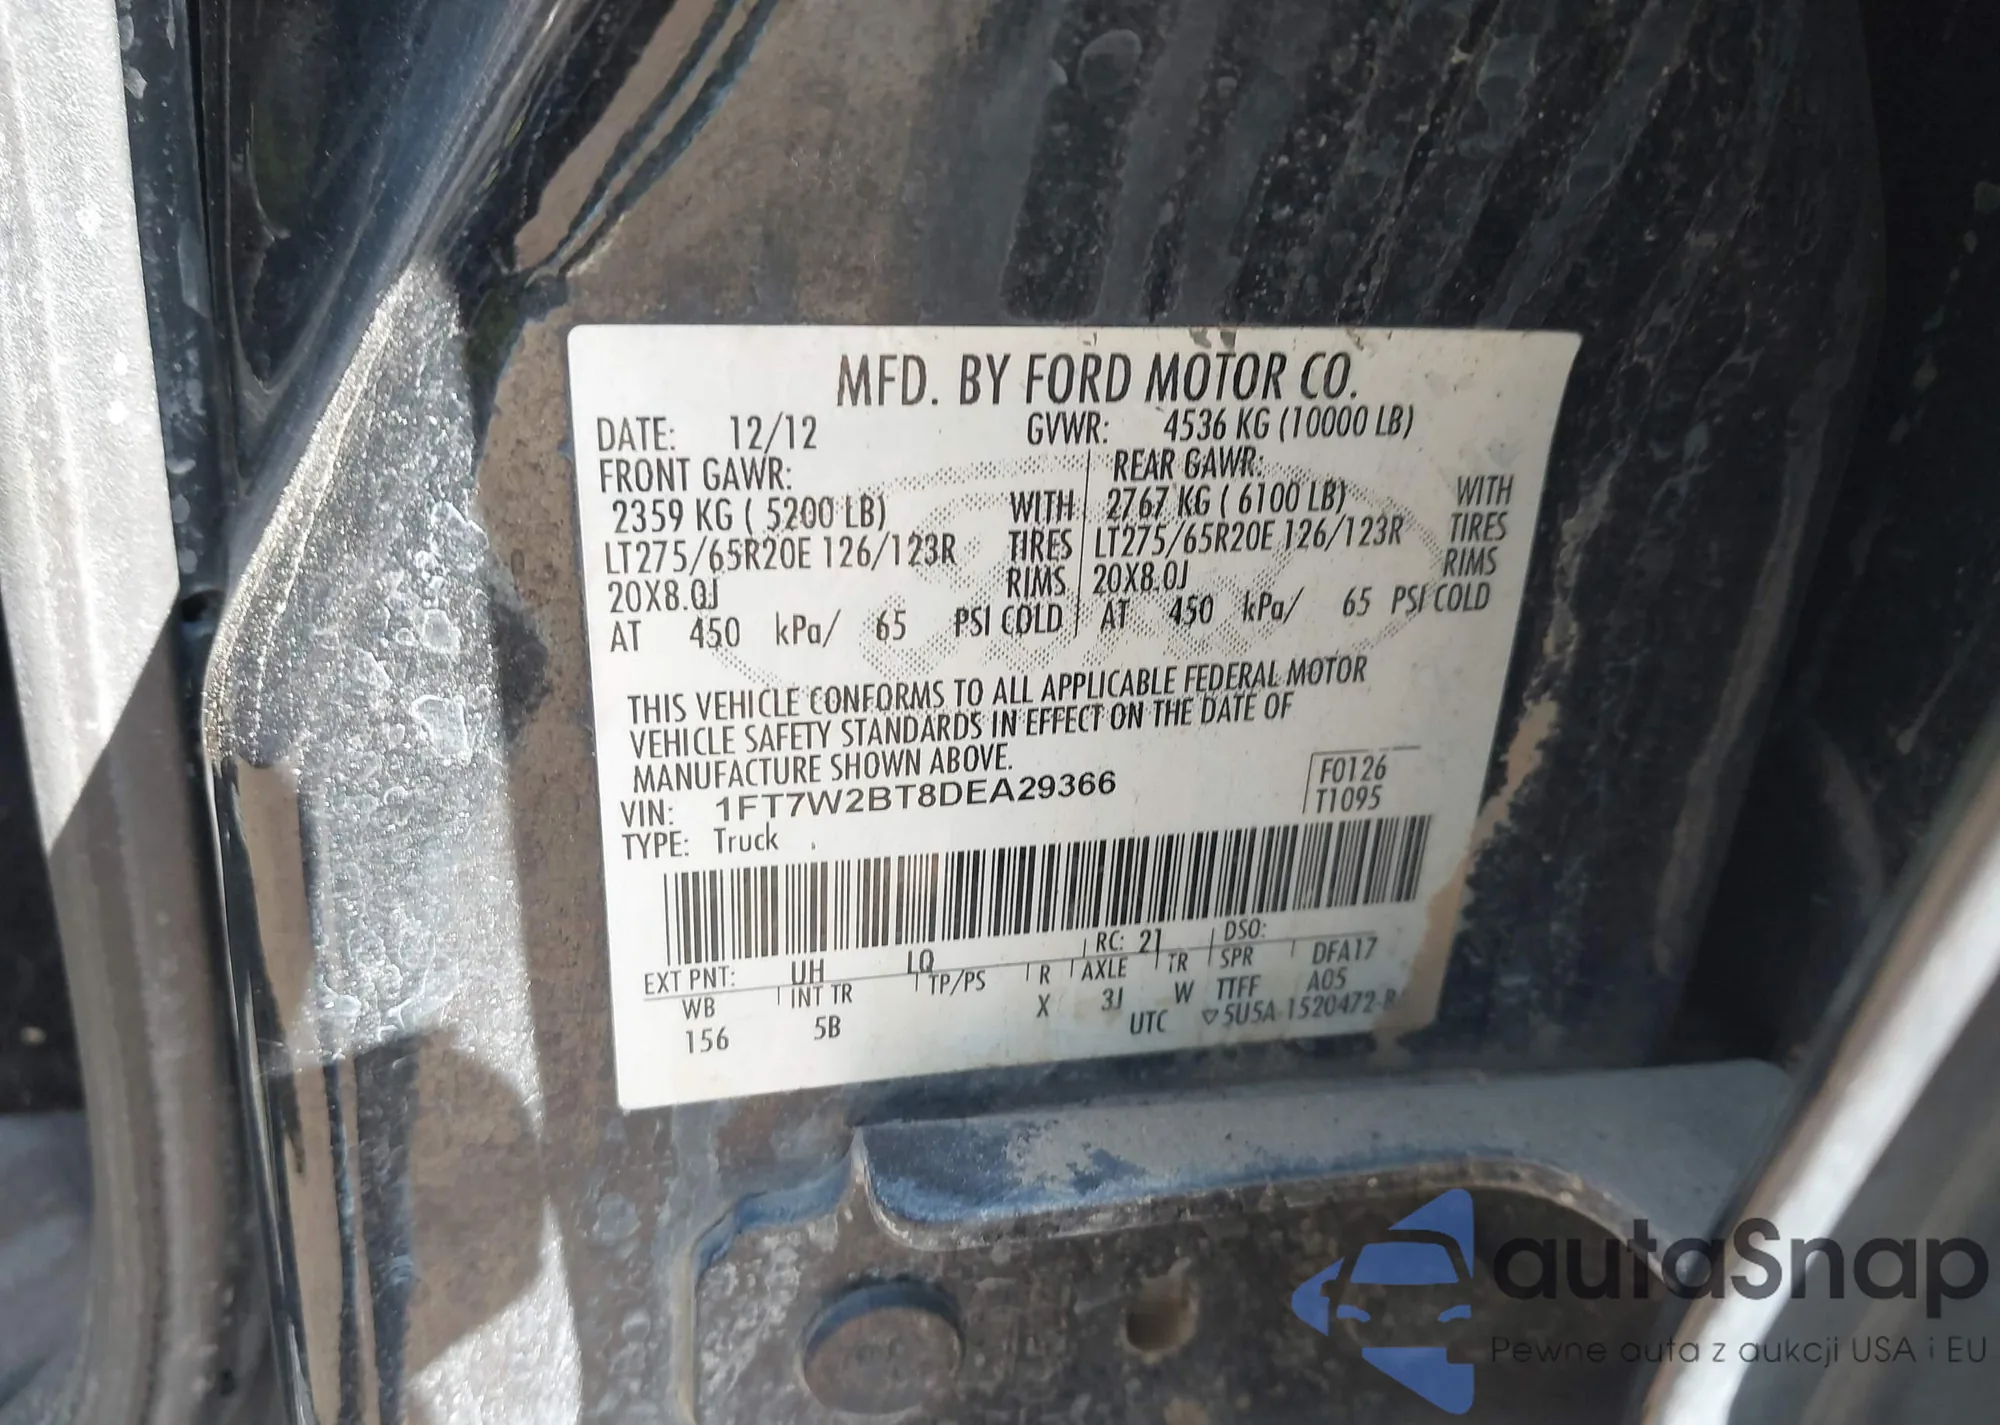 MFD. BY FORD MOTOR CO.
DATE: 12/12 GVWR: 4536 KG (10000 LB)
FRONT GAWR: REAR GAWR:
2359 KG ( 5200 LB) WITH 2767 KG ( 6100 LB) WITH
LT275/65R20E 126/123R TIRES LT275/65R20E 126/123R TIRES
20X8.0J RIMS 20X8.0J RIMS
AT 450 kPa/ 65 PSI COLD AT 450 kPa/ 65 PSI COLD
THIS VEHICLE CONFORMS TO ALL APPLICABLE FEDERAL MOTOR
VEHICLE SAFETY STANDARDS IN EFFECT ON THE DATE OF
MANUFACTURE SHOWN ABOVE.
VIN: 1FT7W2BT8DEA29366 F0126
TYPE: Truck T1095
EXT PNT: UH LQ RC: 21 DSO:
WB INT TR TP/PS R AXLE TR SPR DFA17
156 5B X 3J W TTFF A05
UTC ▽5U5A-1520472-B
autaSnap
Pewne auta z aukcji USA i EU